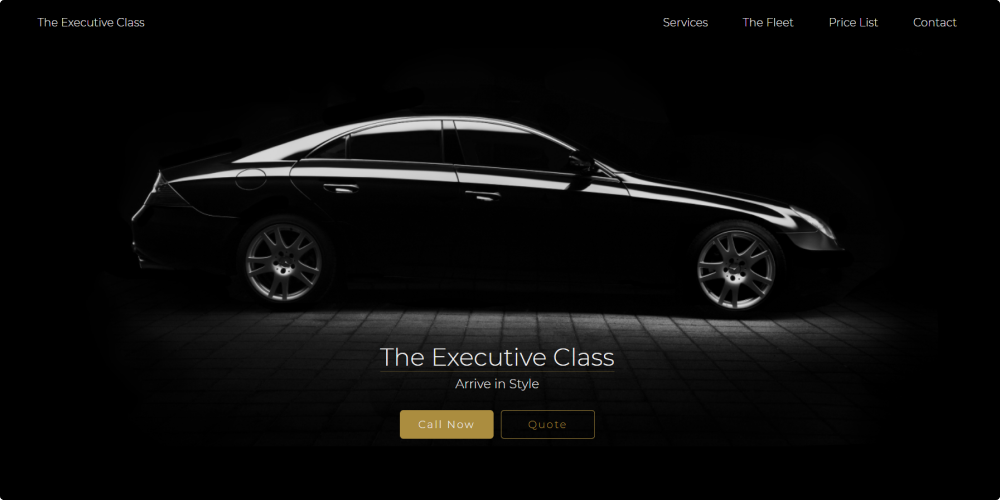 The Executive Class
Services
The Fleet
Price List
Contact
The Executive Class
Arrive in Style
Call Now
Quote